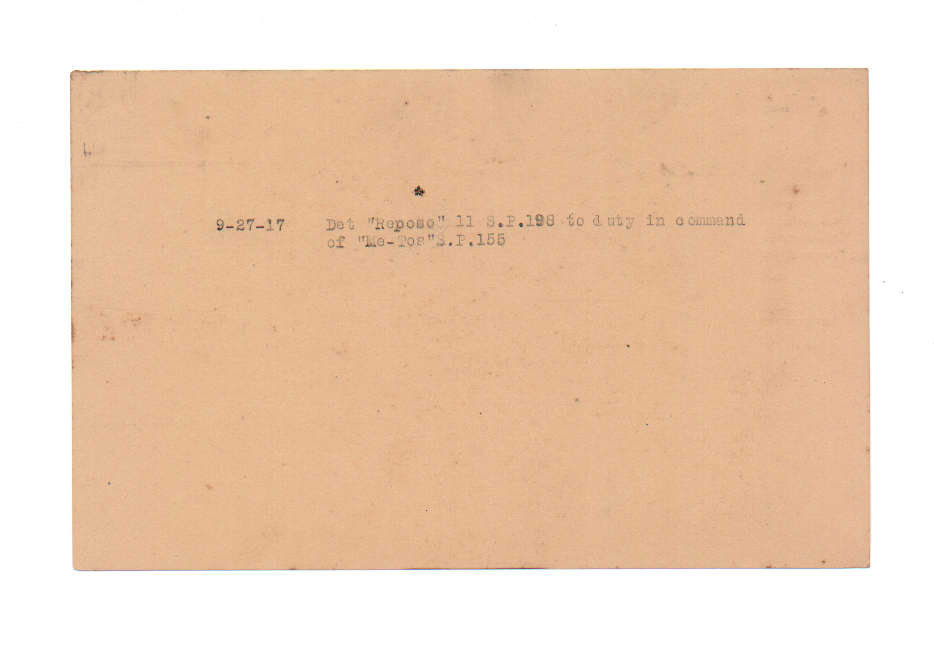 *
9-27-17 Det "Reposo" 11 S.P.198 to duty in command
of "Me-Tos"S.P.155